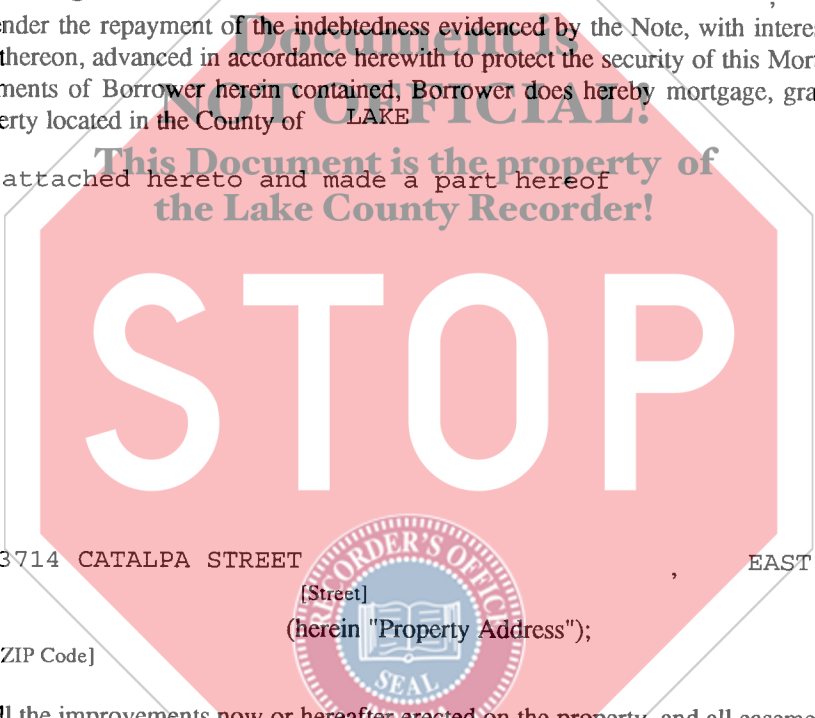 nder the repayment of the indebtedness evidenced by the Note, with interes
Document is
thereon, advanced in accordance herewith to protect the security of this Mor
ments of Borrower herein contained, Borrower does hereby mortgage, gra
NOT OFFICIAL!
erty located in the County of LAKE
This Document is the property of
attached hereto and made a part hereof
the Lake County Recorder!
STOP
3714 CATALPA STREET , EAST
[Street]
(herein "Property Address");
ZIP Code]
RECORDER'S OFFICE
SEAL
l the improvements now or hereafter erected on the property, and all easeme